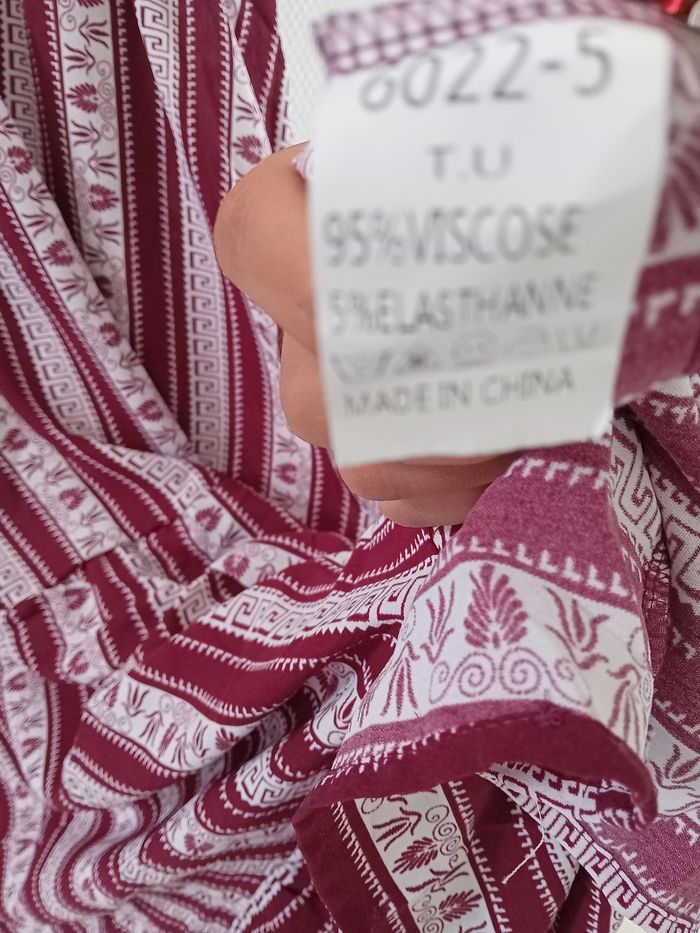 6022-5
T.U
95%VISCOSE
5%ELASTHANNE
MADE IN CHINA